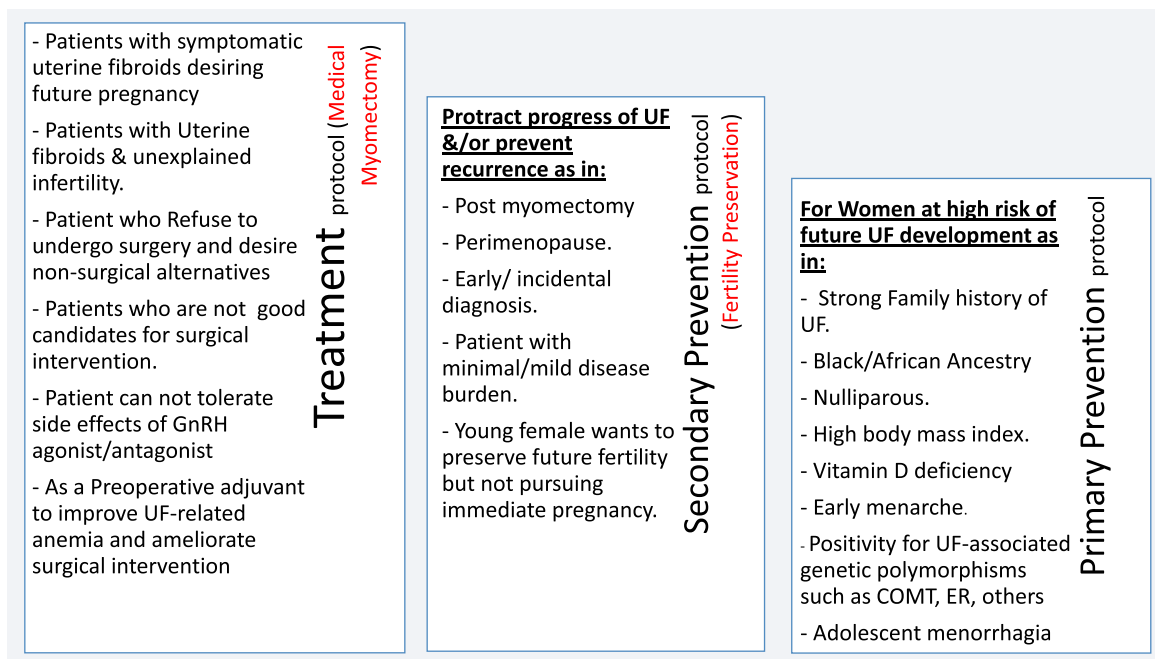 - Patients with symptomatic
uterine fibroids desiring
future pregnancy
- Patients with Uterine
fibroids & unexplained
infertility.
- Patient who Refuse to
undergo surgery and desire
non-surgical alternatives
- Patients who are not  good
candidates for surgical
intervention.
- Patient can not tolerate
side effects of GnRH
agonist/antagonist
- As a Preoperative adjuvant
to improve UF-related
anemia and ameliorate
surgical intervention
Treatment protocol (Medical
Myomectomy)
Protract progress of UF
&/or prevent
recurrence as in:
- Post myomectomy
- Perimenopause.
- Early/ incidental
diagnosis.
- Patient with
minimal/mild disease
burden.
- Young female wants to
preserve future fertility
but not pursuing
immediate pregnancy.
Secondary Prevention protocol
(Fertility Preservation)
For Women at high risk of
future UF development as
in:
-  Strong Family history of
UF.
- Black/African Ancestry
- Nulliparous.
- High body mass index.
- Vitamin D deficiency
- Early menarche.
- Positivity for UF-associated
genetic polymorphisms
such as COMT, ER, others
- Adolescent menorrhagia
Primary Prevention protocol